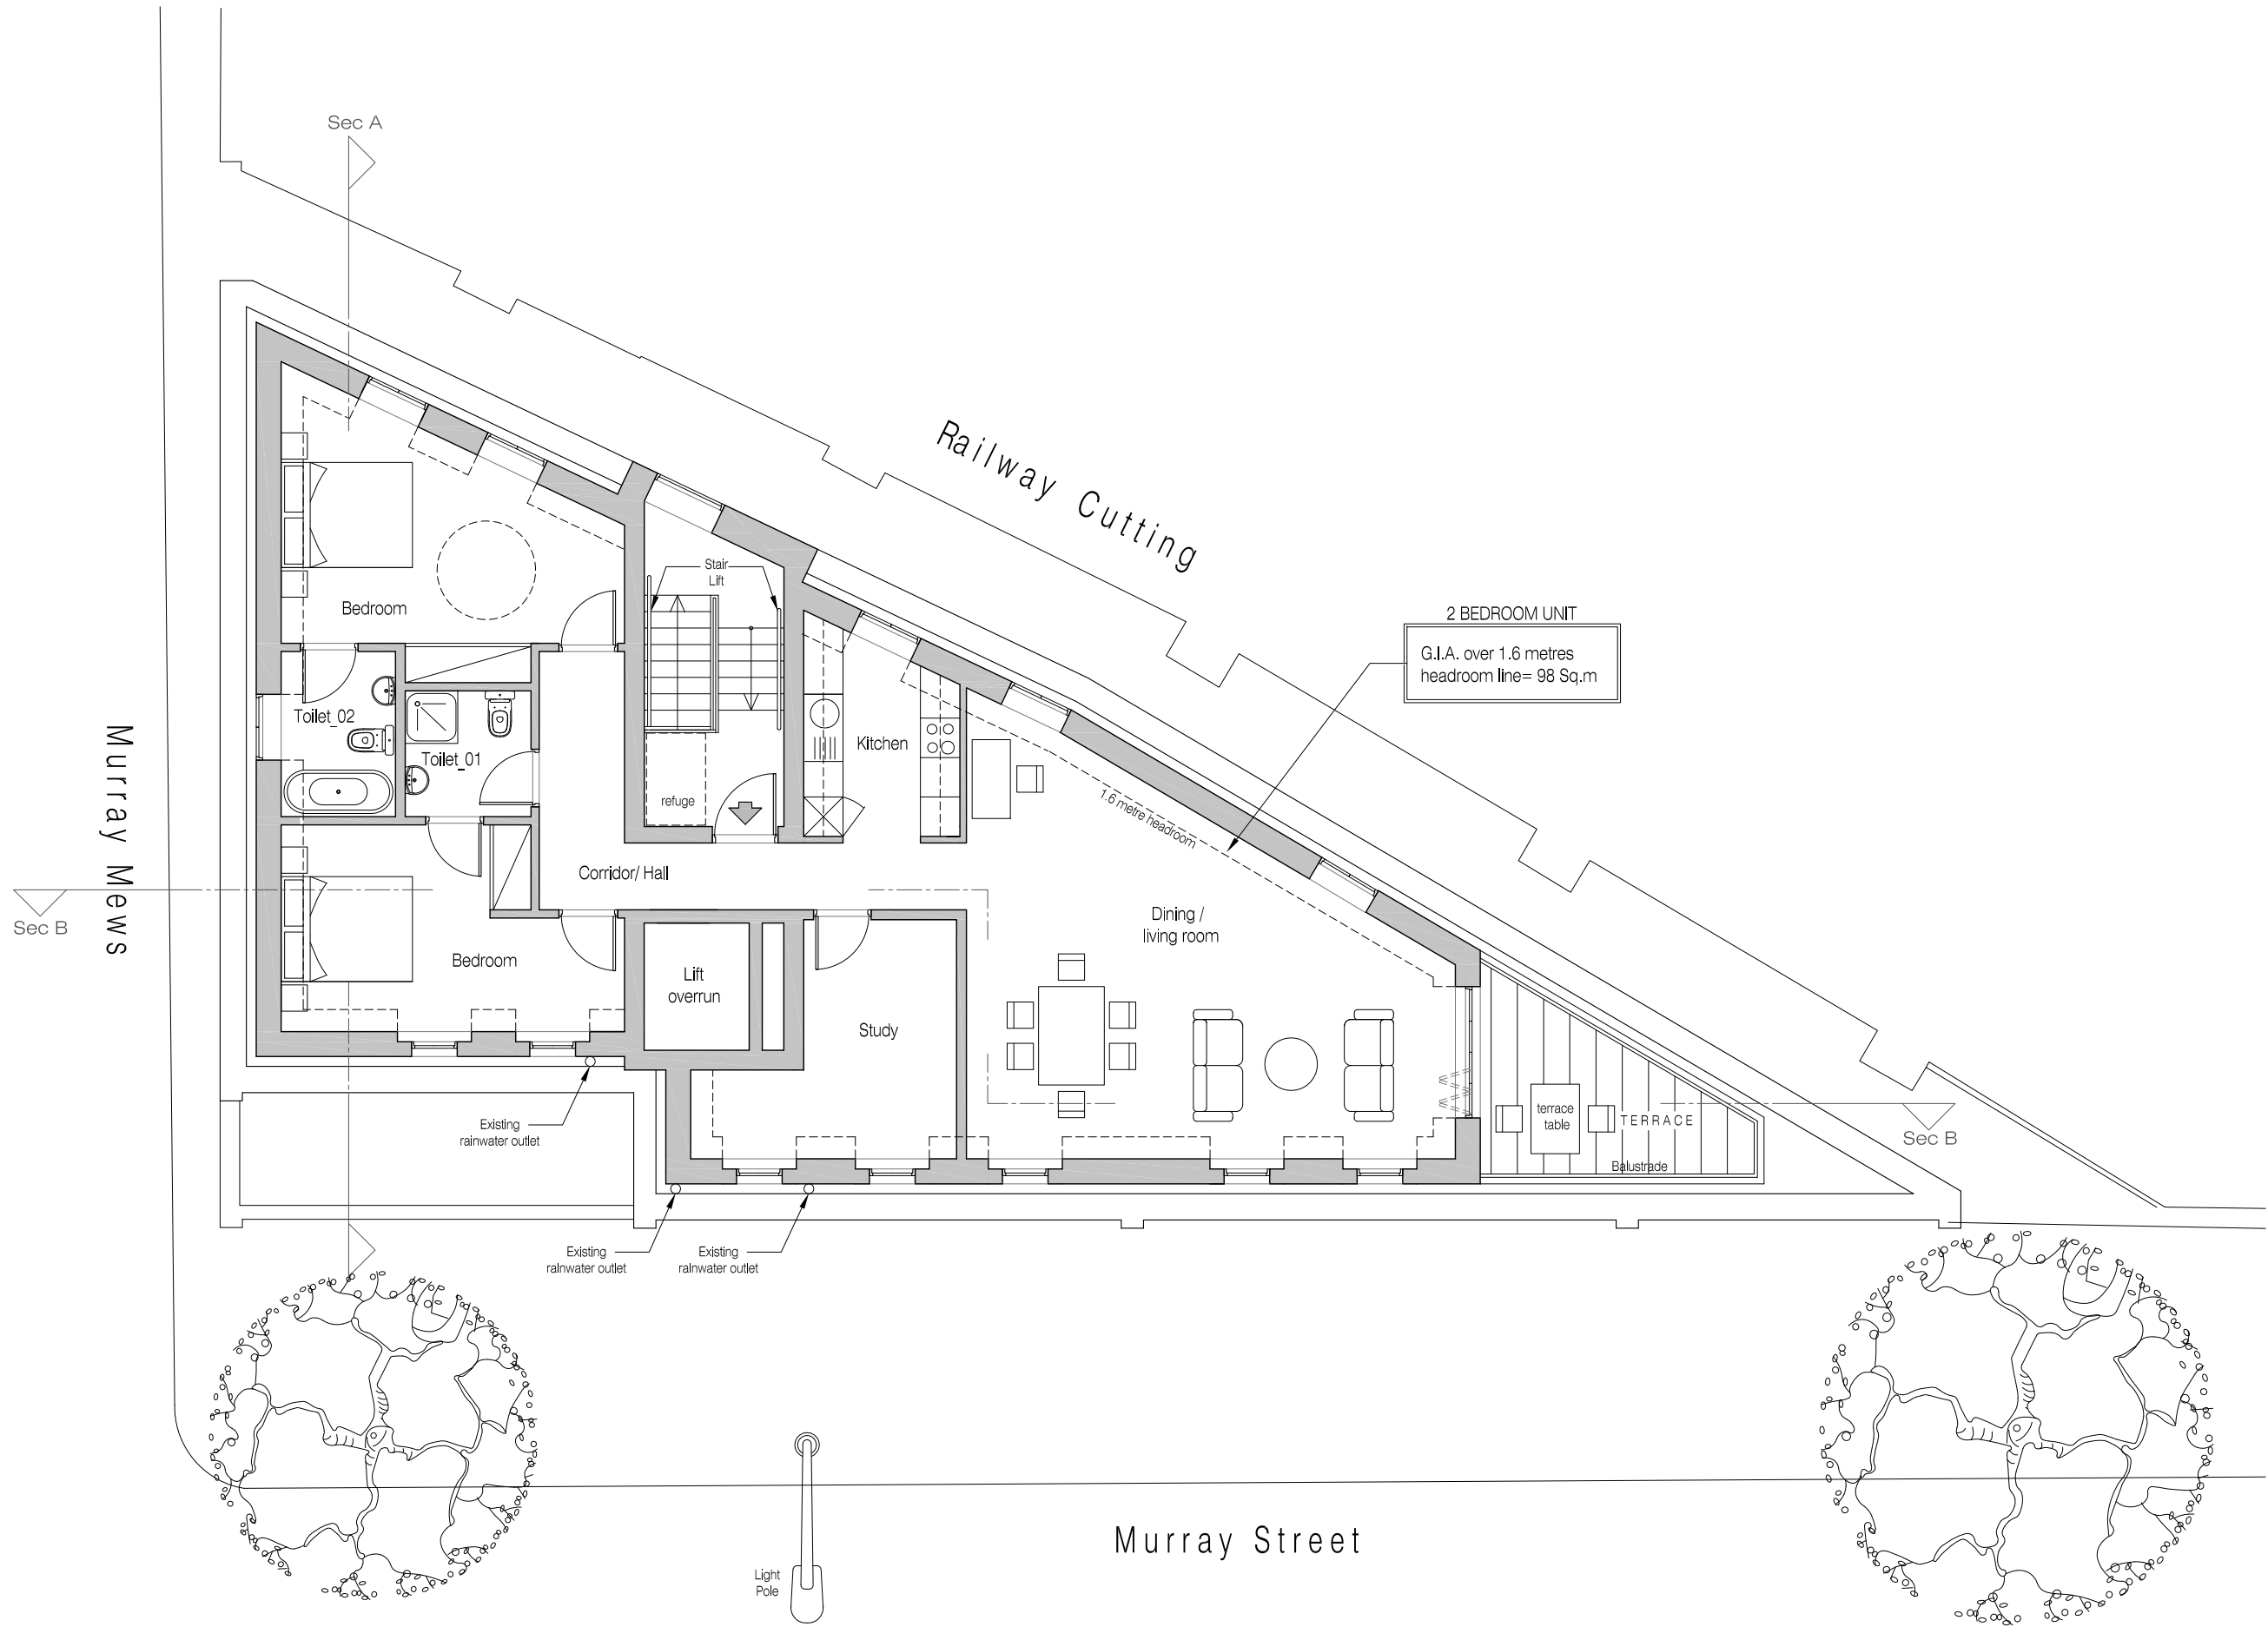 Sec A
Railway Cutting
Stair
Lift
Bedroom
2 BEDROOM UNIT
G.I.A. over 1.6 metres
headroom line= 98 Sq.m
Toilet_02
Toilet_01
Kitchen
refuge
1.6 metre headroom
Murray Mews
Corridor/ Hall
Sec B
Dining /
living room
Bedroom
Lift
overrun
Study
terrace
table
TERRACE
Balustrade
Sec B
Existing
rainwater outlet
Existing
rainwater outlet
Existing
rainwater outlet
Murray Street
Light
Pole